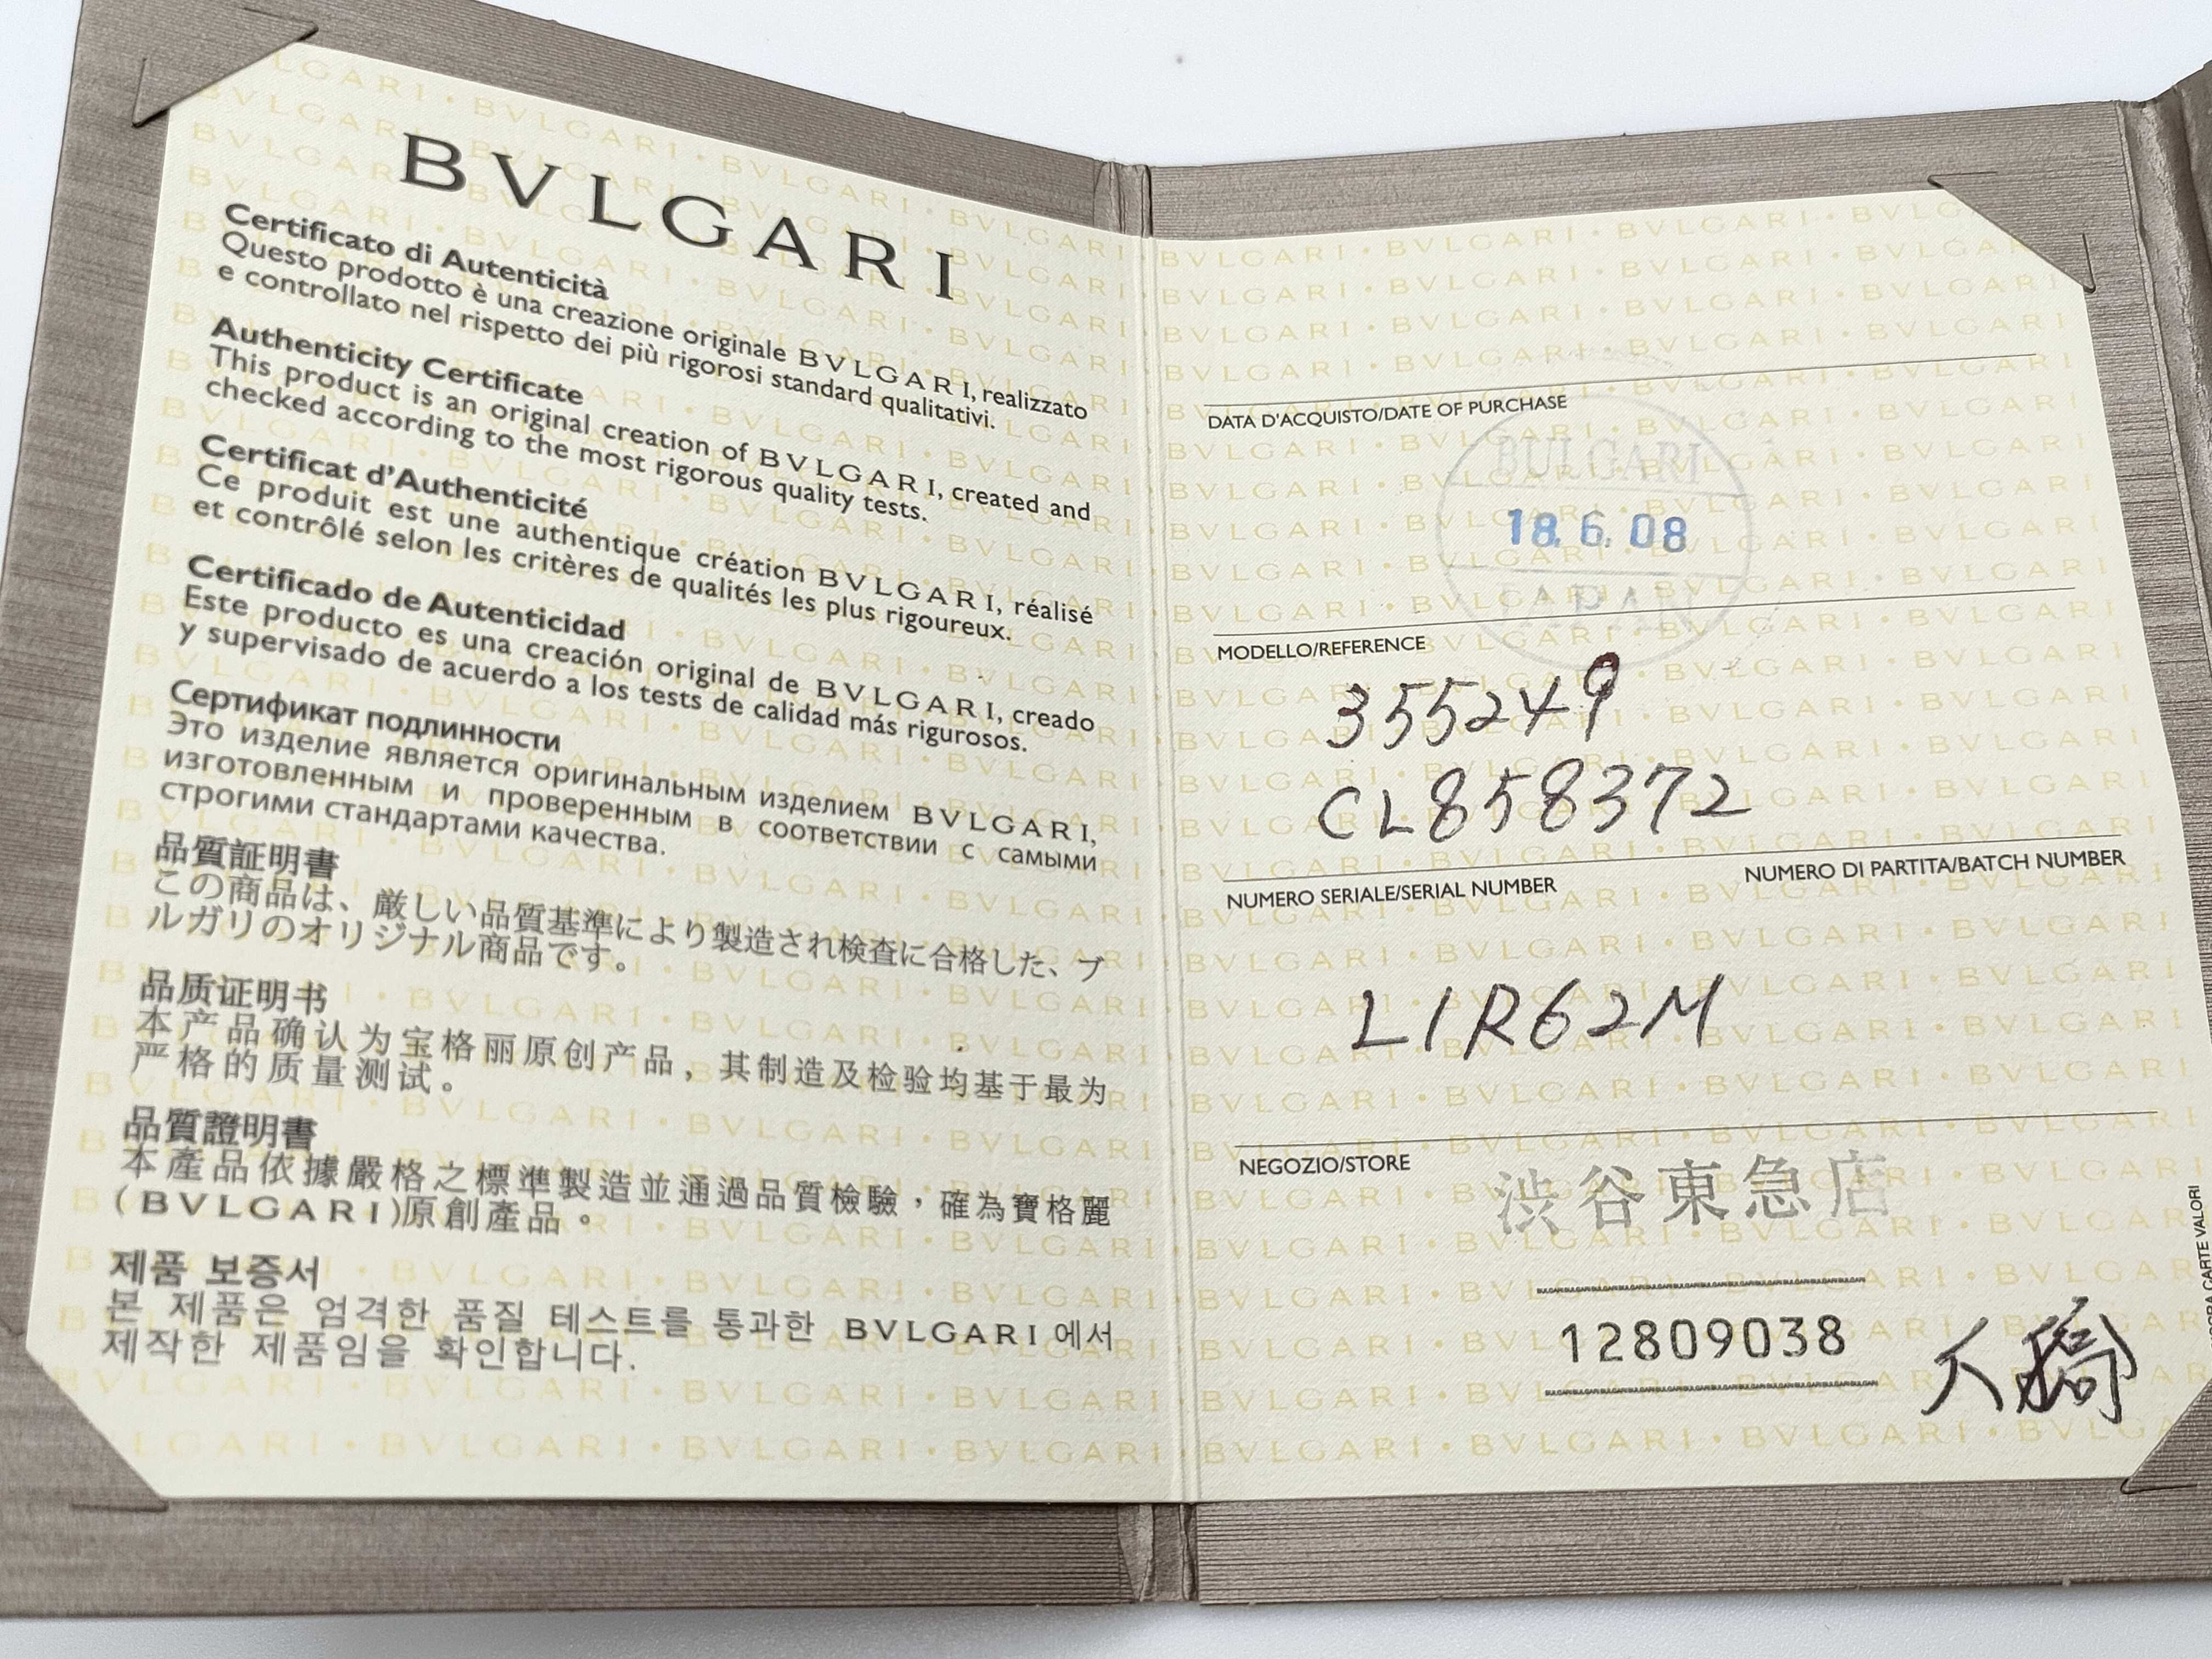 BVLGARI
Certificato di Autenticità
Questo prodotto è una creazione originale BVLGARI, realizzato
e controllato nel rispetto dei più rigorosi standard qualitativi.
Authenticity Certificate
This product is an original creation of BVLGARI, created and
checked according to the most rigorous quality tests.
Certificat d'Authenticité
Ce produit est une authentique création BVLGARI, réalisé
et contrôlé selon les critères de qualités les plus rigoureux.
Certificado de Autenticidad
Este producto es una creación original de BVLGARI, creado
y supervisado de acuerdo a los tests de calidad más rigurosos.
Сертификат подлинности
Это изделие является оригинальным изделием BVLGARI,
изготовленным и проверенным в соответствии с самыми
строгими стандартами качества.
品質証明書
この商品は、厳しい品質基準により製造され検査に合格した、ブ
ルガリのオリジナル商品です。
品质证明书
本产品确认为宝格丽原创产品，其制造及检验均基于最为
严格的质量测试。
品質證明書
本產品依據嚴格之標準製造並通過品質檢驗，確為寶格麗
(BVLGARI)原創產品。
제품 보증서
본 제품은 엄격한 품질 테스트를 통과한 BVLGARI에서
제작한 제품임을 확인합니다.
DATA D'ACQUISTO/DATE OF PURCHASE
BULGARI
18.6.08
JAPAN
MODELLO/REFERENCE
355249
CL858372
NUMERO SERIALE/SERIAL NUMBER
NUMERO DI PARTITA/BATCH NUMBER
L1R62M
NEGOZIO/STORE
渋谷東急店
12809038
CARTE VALORI